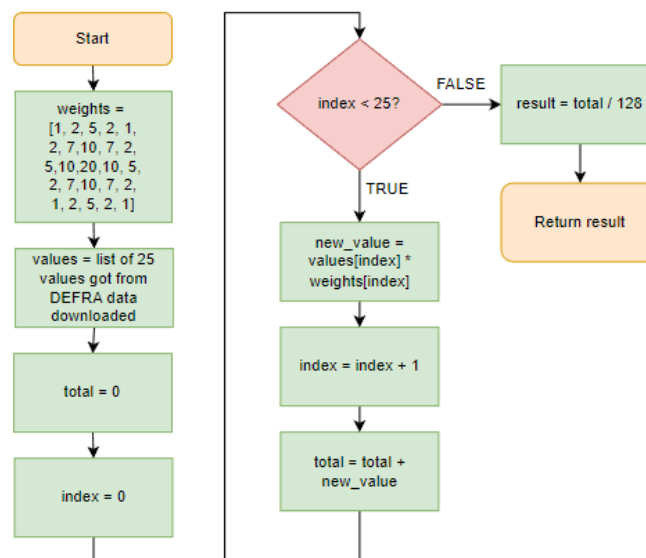 Start
weights =
[1, 2, 5, 2, 1,
2, 7,10, 7, 2,
5,10,20,10, 5,
2, 7,10, 7, 2,
1, 2, 5, 2, 1]
values = list of 25
values got from
DEFRA data
downloaded
total = 0
index = 0
index < 25?
FALSE
TRUE
new_value =
values[index] *
weights[index]
index = index + 1
total = total +
new_value
result = total / 128
Return result